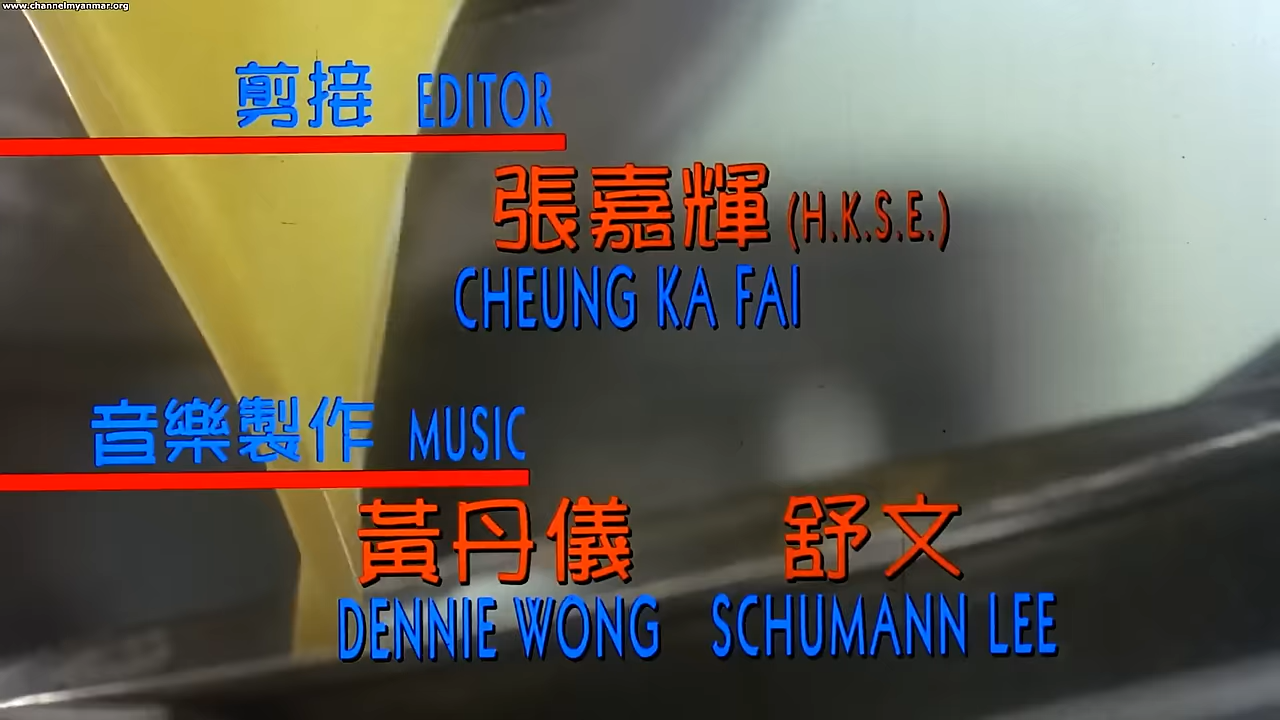 www.channelmyanmar.org
剪接 EDITOR
張嘉輝 (H.K.S.E.)
CHEUNG KA FAI
音樂製作 MUSIC
黃丹儀 舒文
DENNIE WONG SCHUMANN LEE